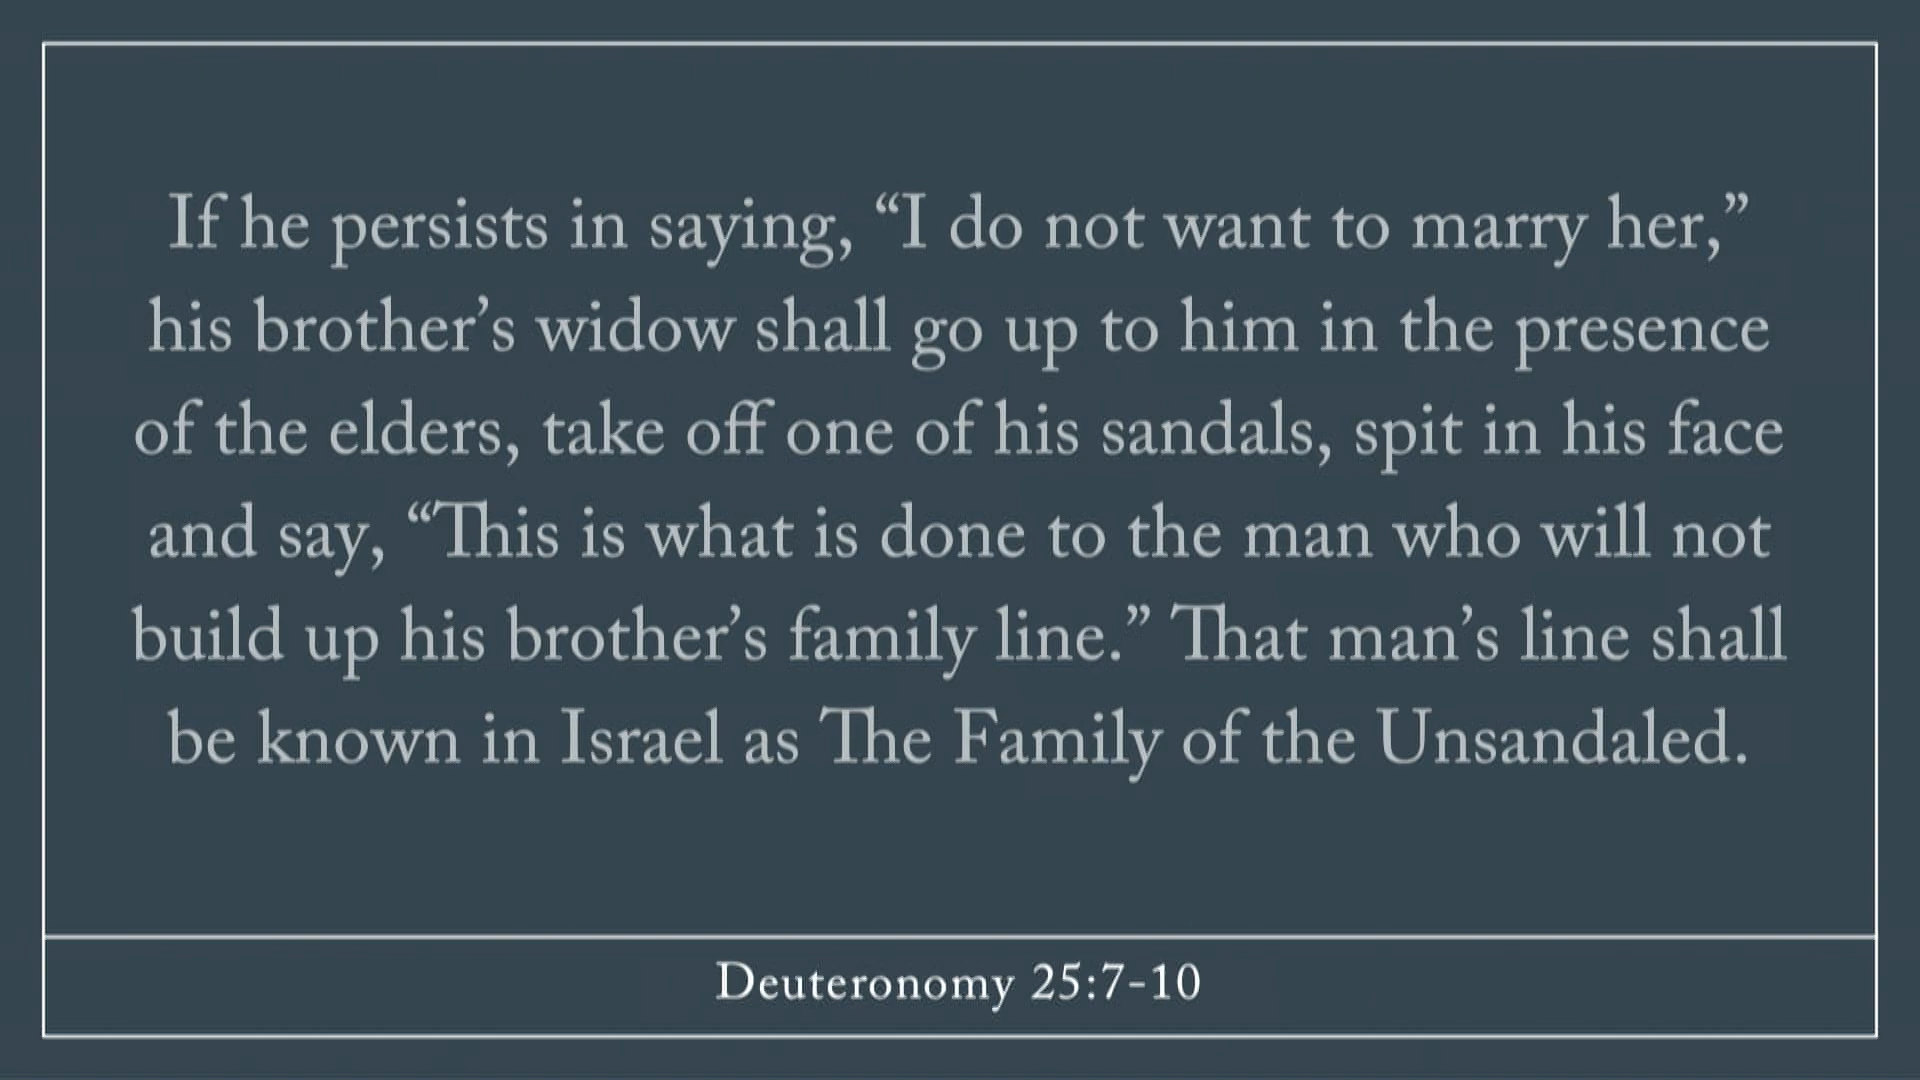 If he persists in saying, “I do not want to marry her,”
his brother’s widow shall go up to him in the presence
of the elders, take off one of his sandals, spit in his face
and say, “This is what is done to the man who will not
build up his brother’s family line.” That man’s line shall
be known in Israel as The Family of the Unsandaled.
Deuteronomy 25:7-10